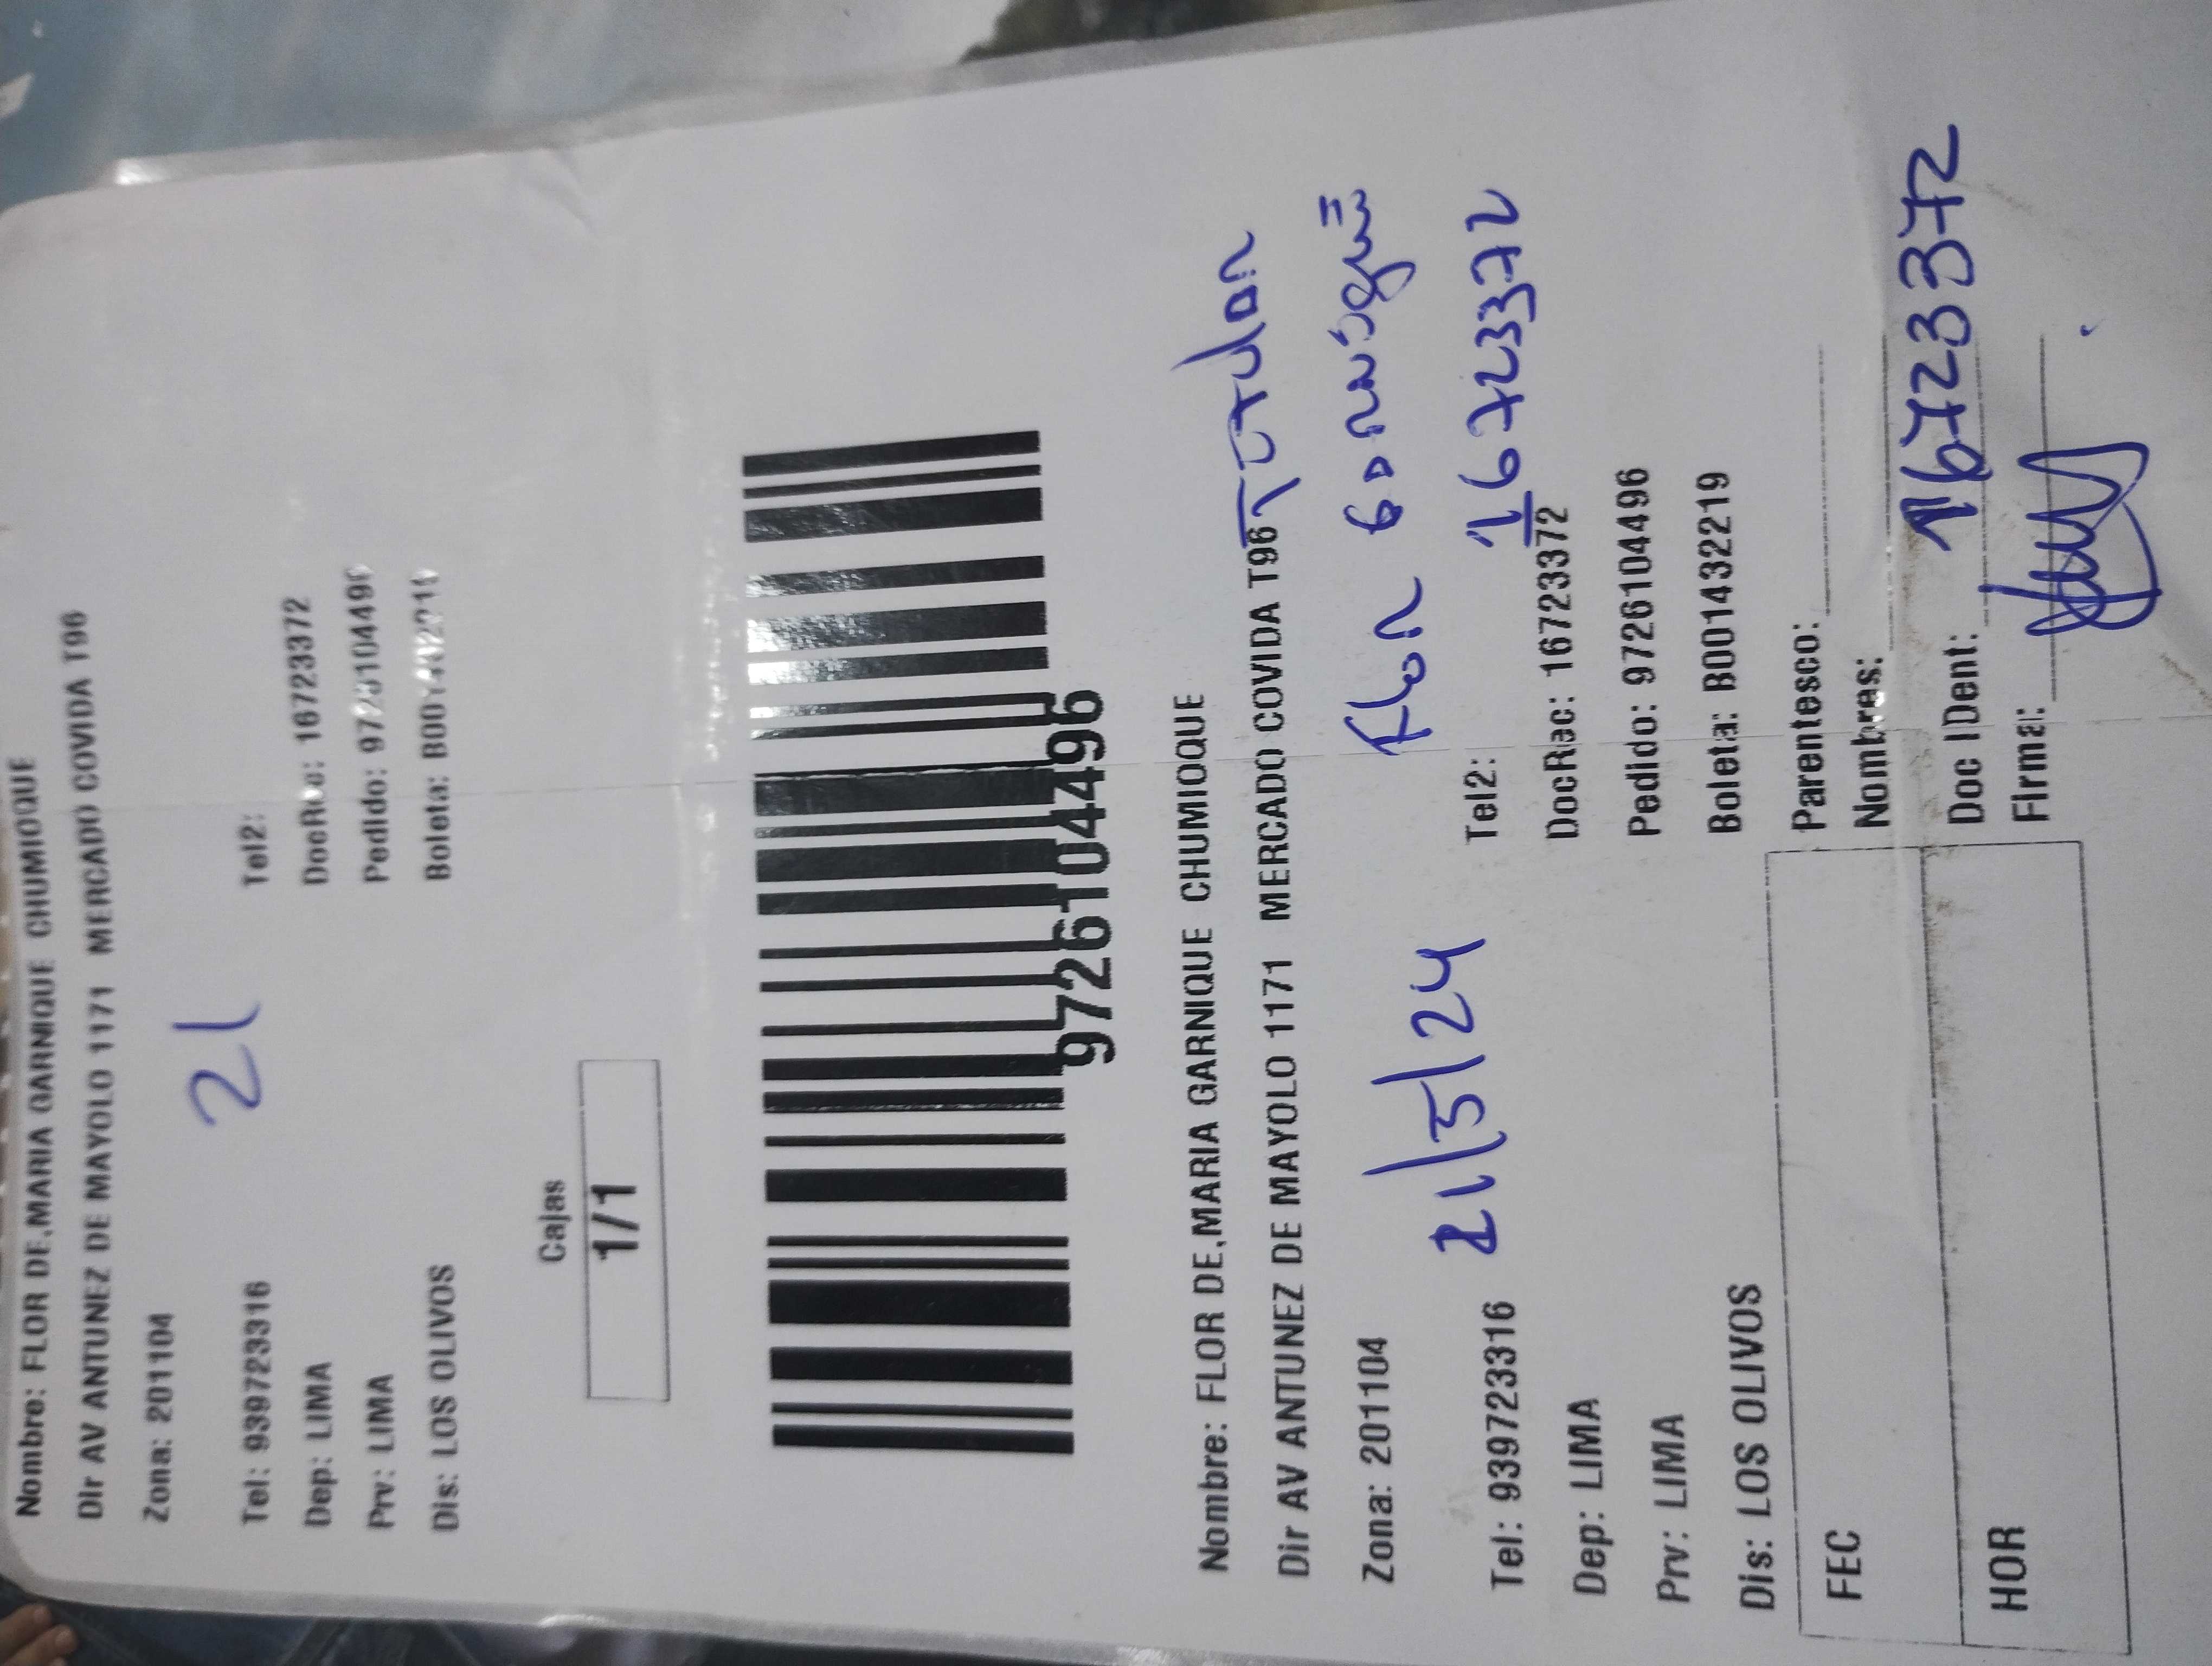 Nombre: FLOR DE,MARIA GARNIQUE CHUMIOQUE
Dir AV ANTUNEZ DE MAYOLO 1171 MERCADO COVIDA T96
Zona: 201104
21
Tel: 939723316 Tel2:
Dep: LIMA DocRec: 16723372
Prv: LIMA Pedido: 9726104496
Dis: LOS OLIVOS Boleta:
Cajas
1/1
9726104496
Nombre: FLOR DE,MARIA GARNIQUE CHUMIOQUE
Dir AV ANTUNEZ DE MAYOLO 1171 MERCADO COVIDA T96 Titular
Zona: 201104
Flor
21/5/24
16723372
Tel: 939723316 Tel2:
Dep: LIMA DocRec: 16723372
Prv: LIMA Pedido: 9726104496
Dis: LOS OLIVOS Boleta: B001432219
FEC
Parentesco:
Nombres:
HOR
Doc IDent: 16723372
Firma: